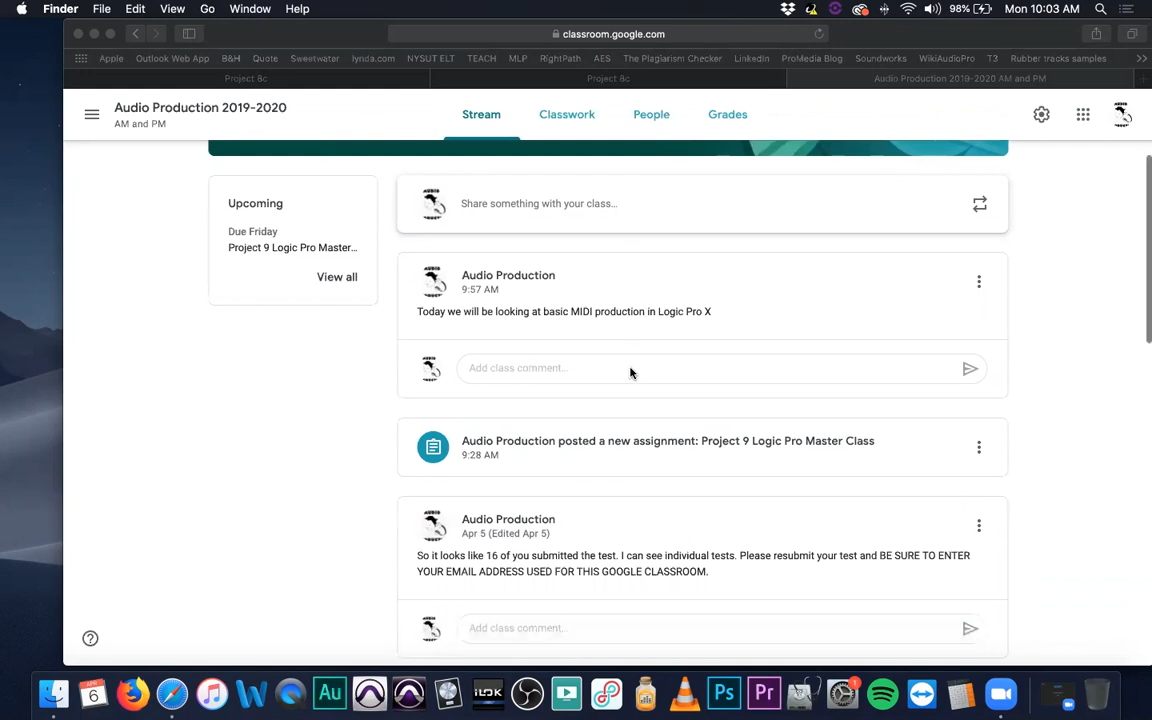 Finder File Edit View Go Window Help 98% Mon 10:03 AM
classroom.google.com
Apple Outlook Web App B&H Quote Sweetwater lynda.com NYSUT ELT TEACH MLP RightPath AES The Plagiarism Checker LinkedIn ProMedia Blog Soundworks WikiAudioPro T3 Rubber tracks samples
Project 8c Project 8c Audio Production 2019-2020 AM and PM
Audio Production 2019-2020
AM and PM
Stream Classwork People Grades
Upcoming
Due Friday
Project 9 Logic Pro Master...
View all
Share something with your class...
Audio Production
9:57 AM
Today we will be looking at basic MIDI production in Logic Pro X
Add class comment...
Audio Production posted a new assignment: Project 9 Logic Pro Master Class
9:28 AM
Audio Production
Apr 5 (Edited Apr 5)
So it looks like 16 of you submitted the test. I can see individual tests. Please resubmit your test and BE SURE TO ENTER
YOUR EMAIL ADDRESS USED FOR THIS GOOGLE CLASSROOM.
Add class comment...
6
Au
iLOK
Ps
Pr
1